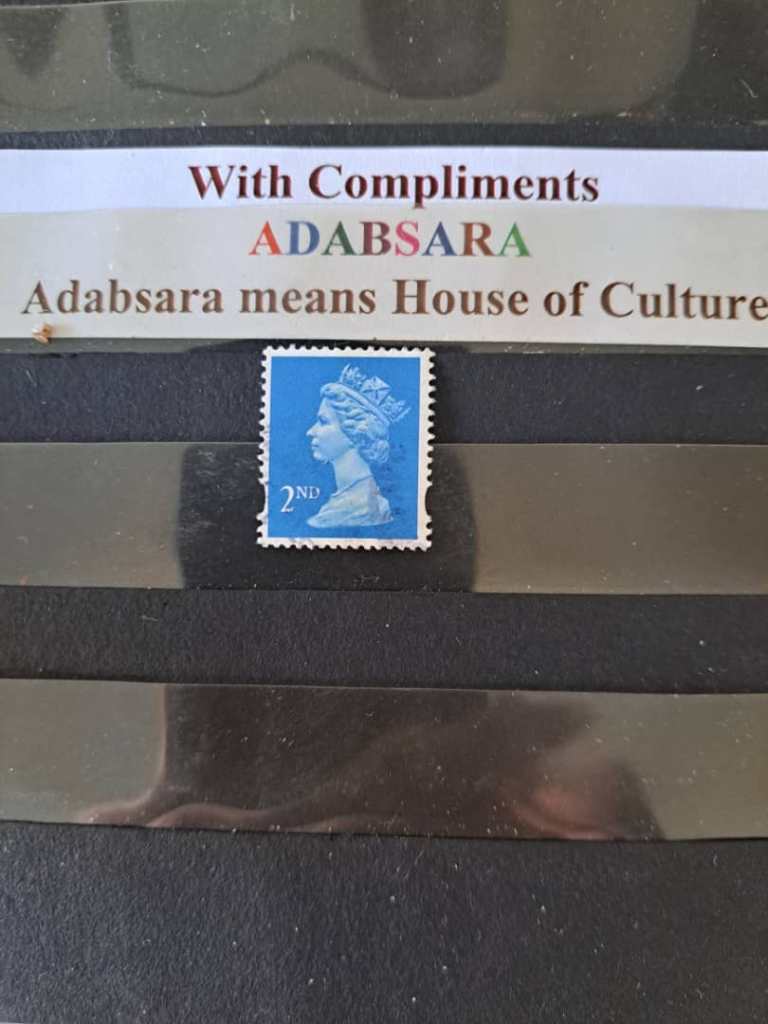 With Compliments
ADABSARA
Adabsara means House of Culture
2ND